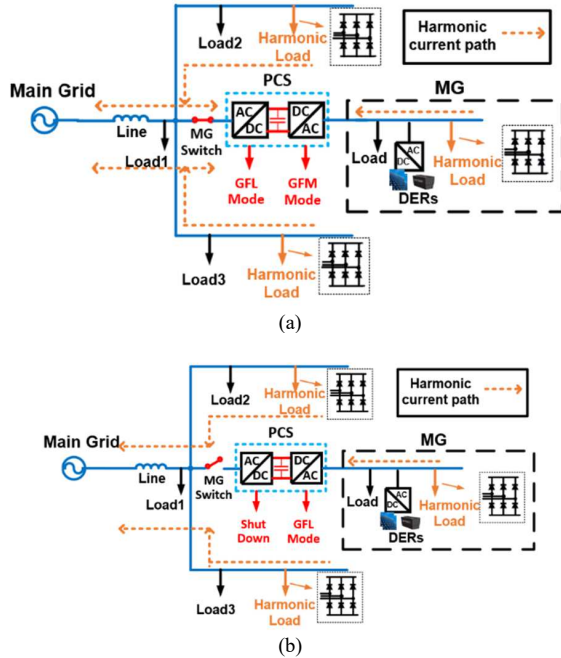 Load2
Harmonic
Load
Harmonic
current path
PCS
MG
Main Grid
AC
DC
DC
AC
Line
MG
Switch
Load1
GFL
Mode
GFM
Mode
Load
AC
DC
Harmonic
Load
DERs
Load3
Harmonic
Load
(a)
Load2
Harmonic
Load
Harmonic
current path
PCS
MG
Main Grid
AC
DC
DC
AC
Line
MG
Switch
Load1
Shut
Down
GFL
Mode
Load
AC
DC
Harmonic
Load
DERs
Load3
Harmonic
Load
(b)